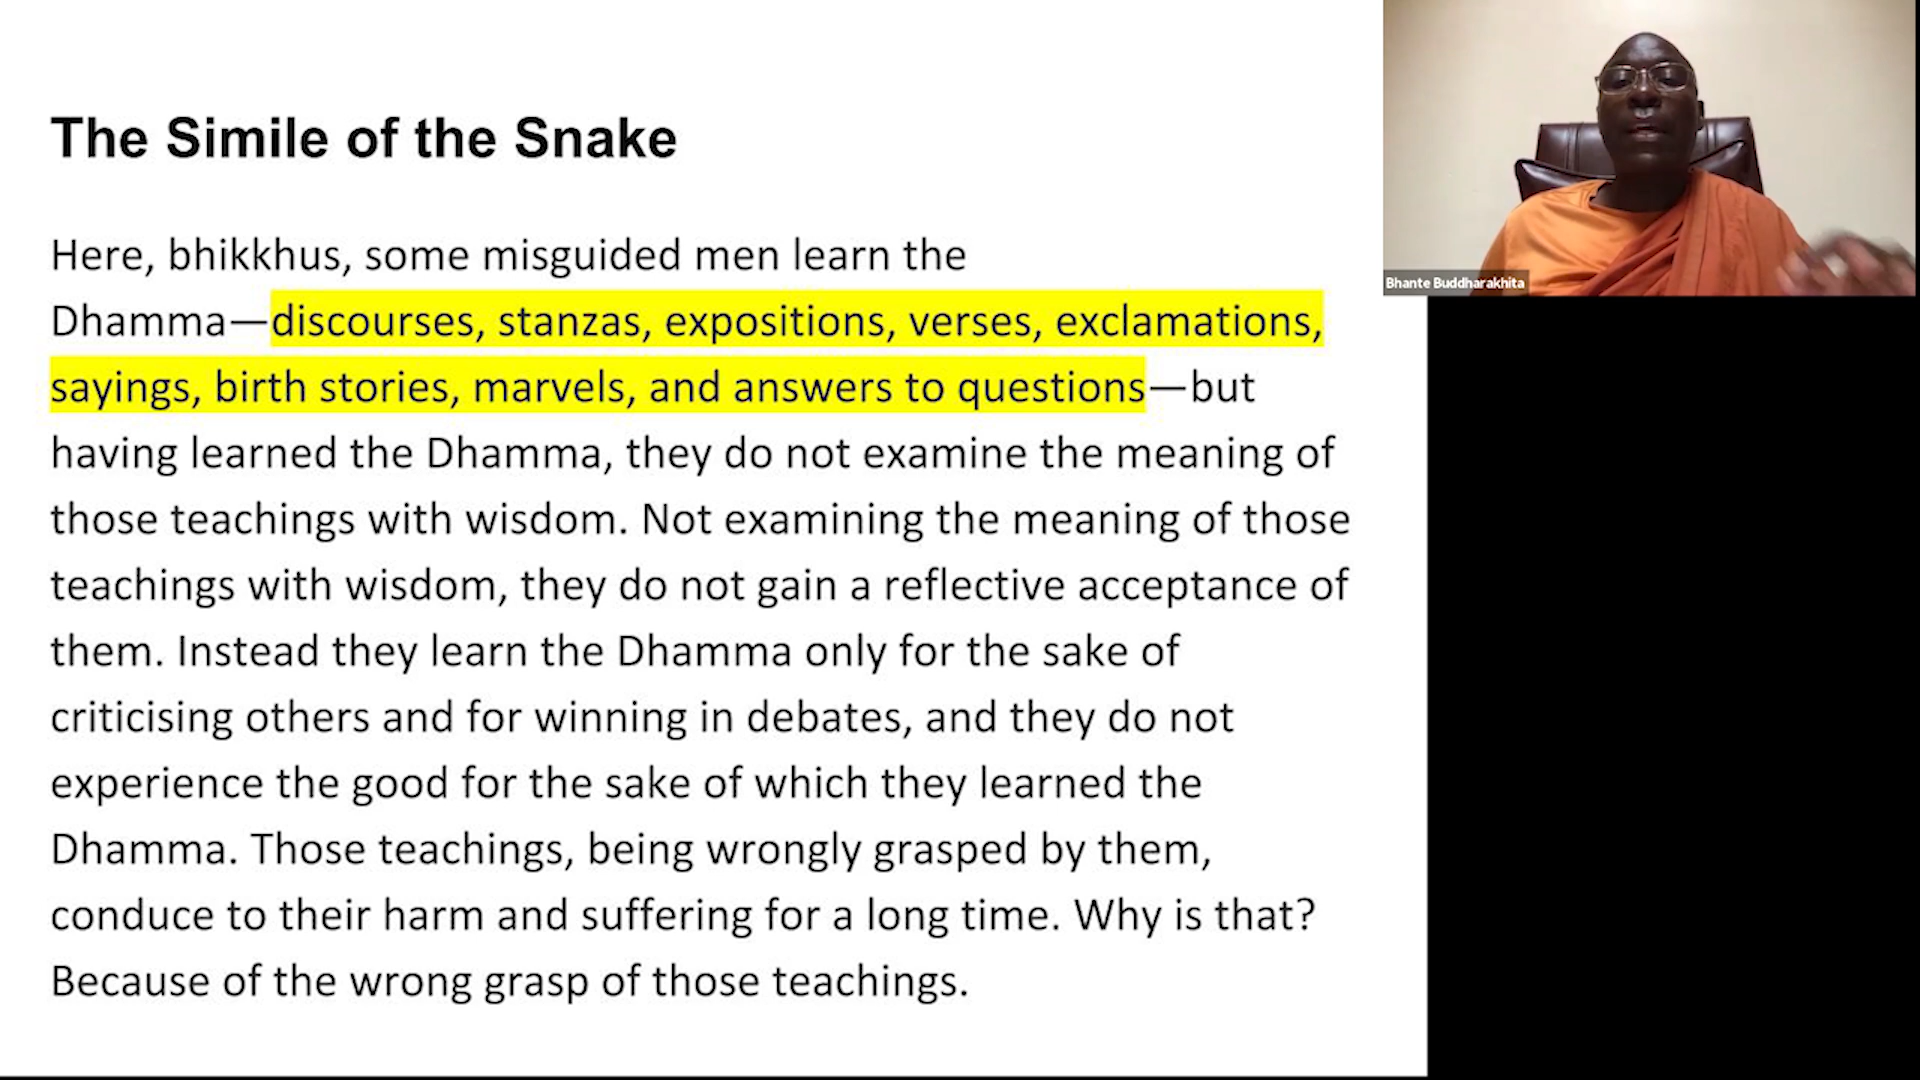 The Simile of the Snake
Here, bhikkhus, some misguided men learn the
Dhamma—discourses, stanzas, expositions, verses, exclamations,
sayings, birth stories, marvels, and answers to questions—but
having learned the Dhamma, they do not examine the meaning of
those teachings with wisdom. Not examining the meaning of those
teachings with wisdom, they do not gain a reflective acceptance of
them. Instead they learn the Dhamma only for the sake of
criticising others and for winning in debates, and they do not
experience the good for the sake of which they learned the
Dhamma. Those teachings, being wrongly grasped by them,
conduce to their harm and suffering for a long time. Why is that?
Because of the wrong grasp of those teachings.
Bhante Buddharakhita